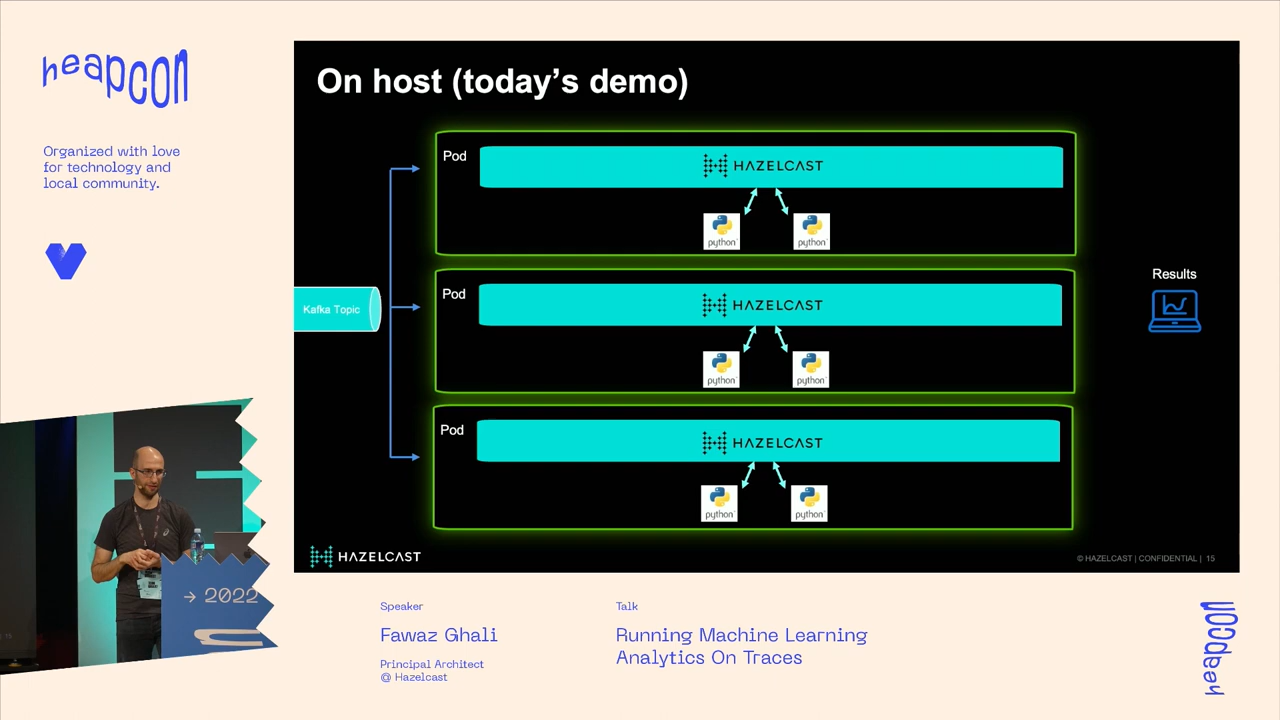 heapcon
Organized with love
for technology and
local community.
On host (today's demo)
Pod
HAZELCAST
python
python
Kafka Topic
Pod
HAZELCAST
python
python
Results
Pod
HAZELCAST
python
python
HAZELCAST
© HAZELCAST | CONFIDENTIAL | 15
→ 2022
Speaker
Fawaz Ghali
Principal Architect
@ Hazelcast
Talk
Running Machine Learning
Analytics On Traces
heapcon